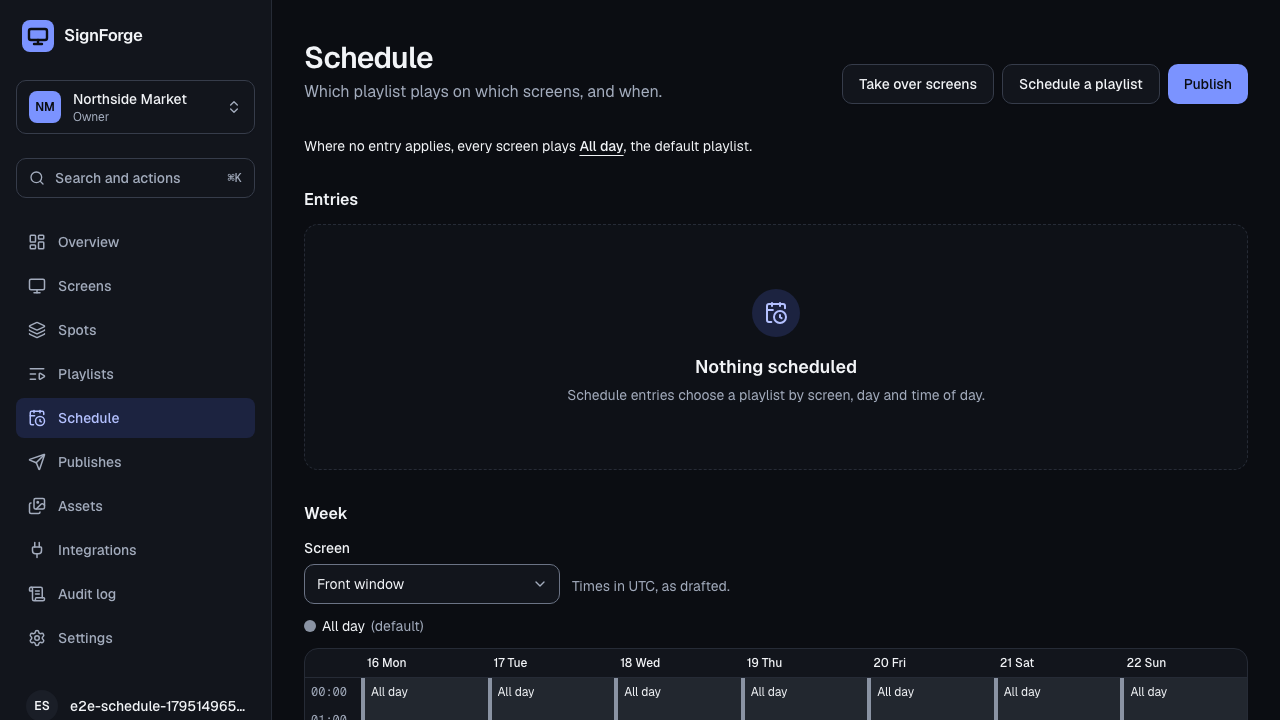 SignForge
NM
Northside Market
Owner
Search and actions
⌘K
Overview
Screens
Spots
Playlists
Schedule
Publishes
Assets
Integrations
Audit log
Settings
ES
e2e-schedule-179514965…
Schedule
Which playlist plays on which screens, and when.
Take over screens
Schedule a playlist
Publish
Where no entry applies, every screen plays All day, the default playlist.
Entries
Nothing scheduled
Schedule entries choose a playlist by screen, day and time of day.
Week
Screen
Front window
Times in UTC, as drafted.
All day (default)
16 Mon 17 Tue 18 Wed 19 Thu 20 Fri 21 Sat 22 Sun
00:00 All day All day All day All day All day All day All day
01:00